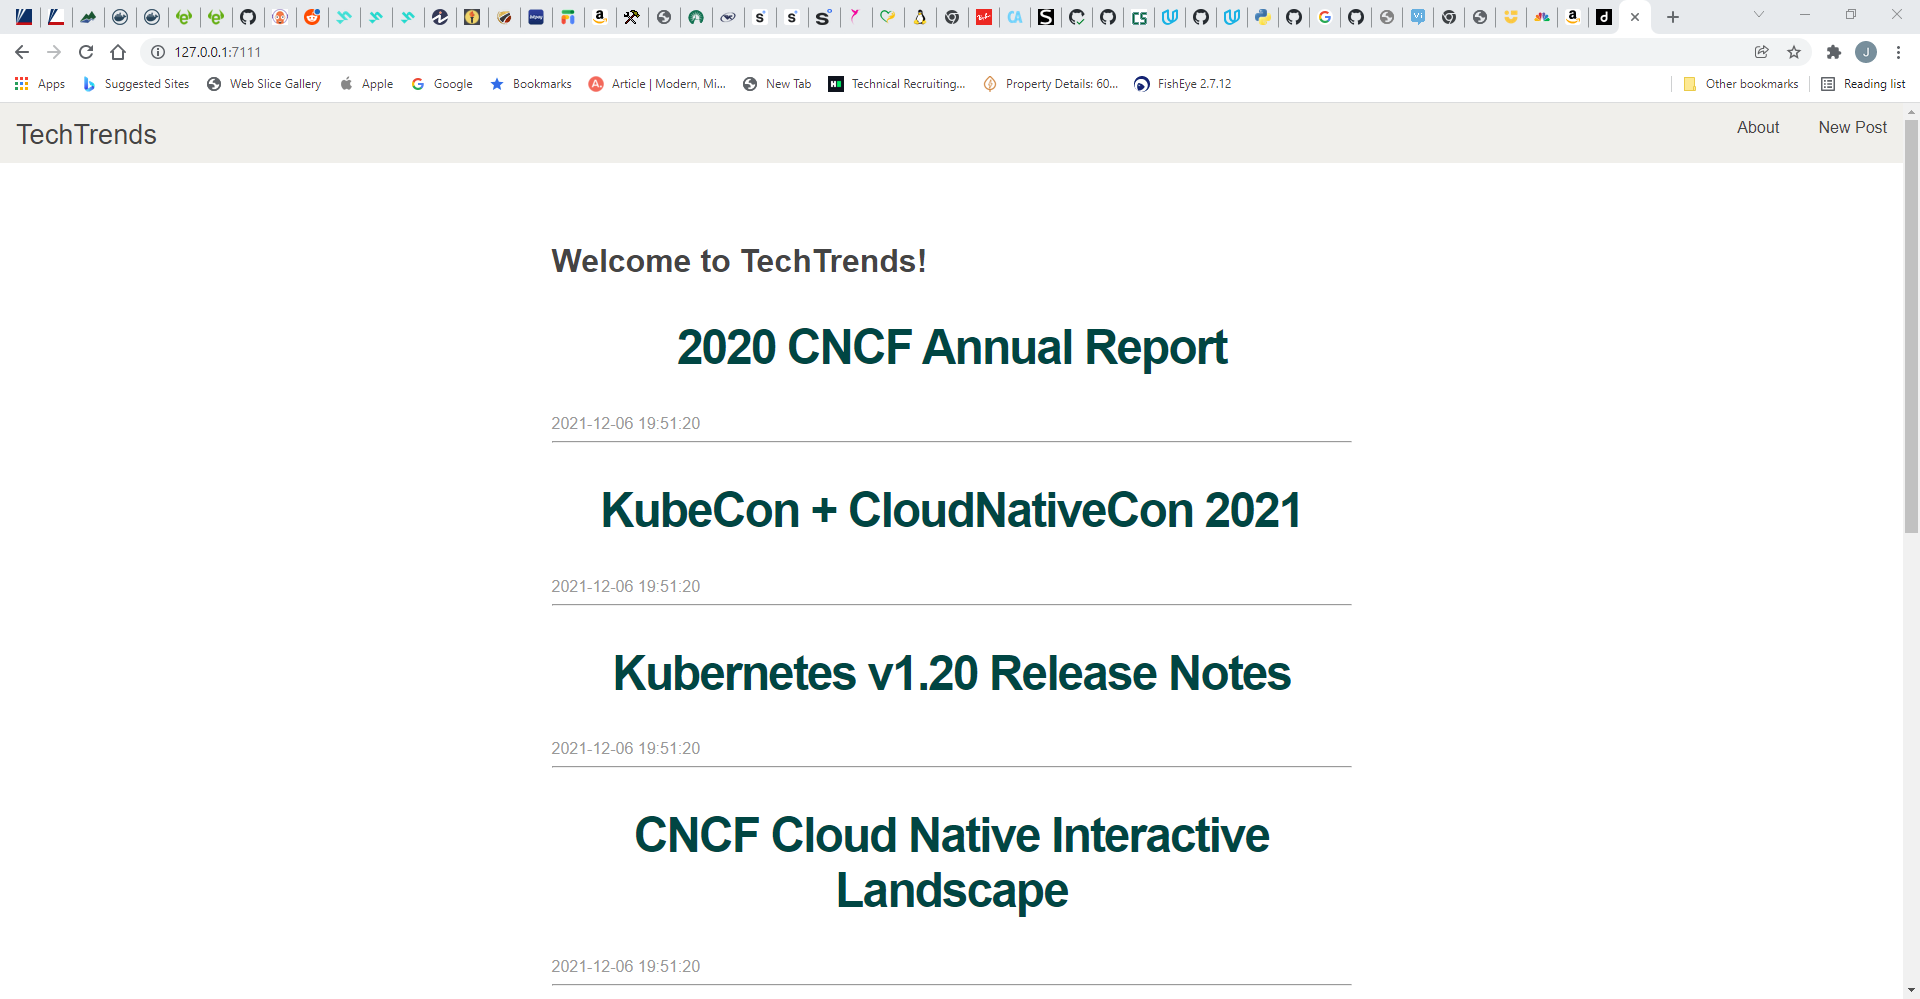 127.0.0.1:7111
J
Apps Suggested Sites Web Slice Gallery Apple Google Bookmarks Article | Modern, Mi... New Tab Technical Recruiting... Property Details: 60... FishEye 2.7.12 Other bookmarks Reading list
TechTrends About New Post
Welcome to TechTrends!
2020 CNCF Annual Report
2021-12-06 19:51:20
KubeCon + CloudNativeCon 2021
2021-12-06 19:51:20
Kubernetes v1.20 Release Notes
2021-12-06 19:51:20
CNCF Cloud Native Interactive
Landscape
2021-12-06 19:51:20